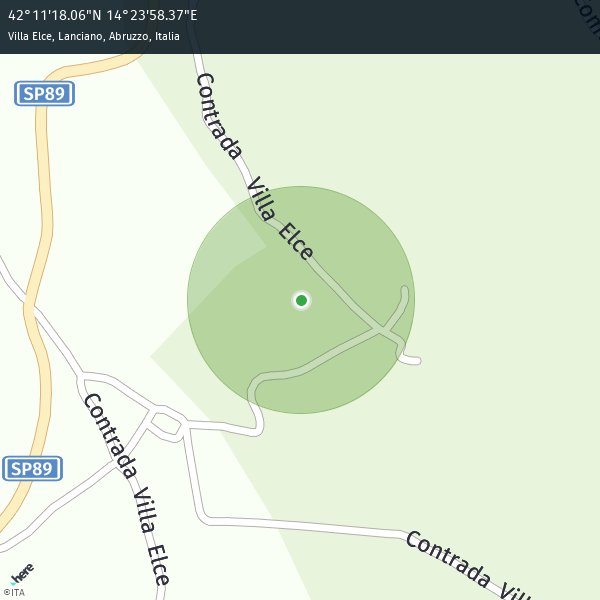 42°11'18.06"N 14°23'58.37"E
Villa Elce, Lanciano, Abruzzo, Italia
SP89
Contrada Villa Elce
Contrada Villa Elce
SP89
Contrada
here
©ITA